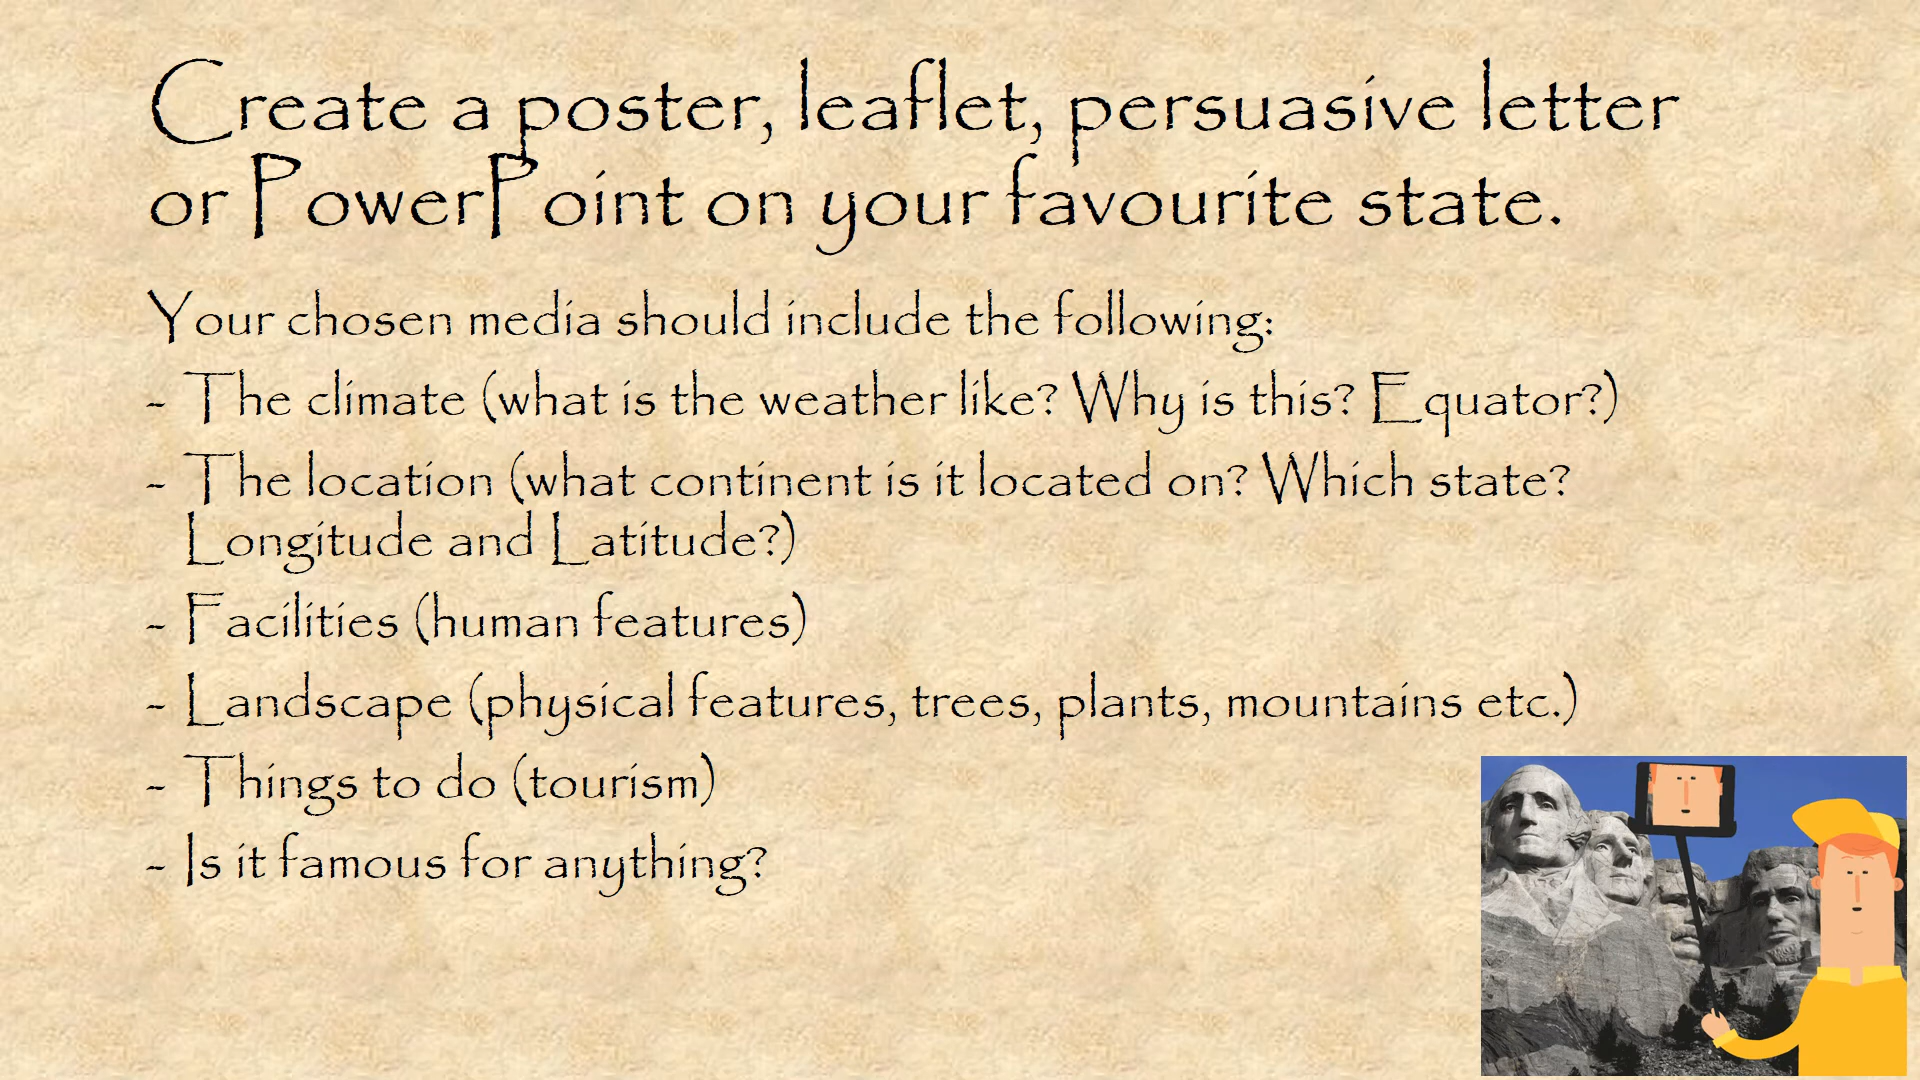 Create a poster, leaflet, persuasive letter
or PowerPoint on your favourite state.
Your chosen media should include the following:
- The climate (what is the weather like? Why is this? Equator?)
- The location (what continent is it located on? Which state?
Longitude and Latitude?)
- Facilities (human features)
- Landscape (physical features, trees, plants, mountains etc.)
- Things to do (tourism)
- Is it famous for anything?